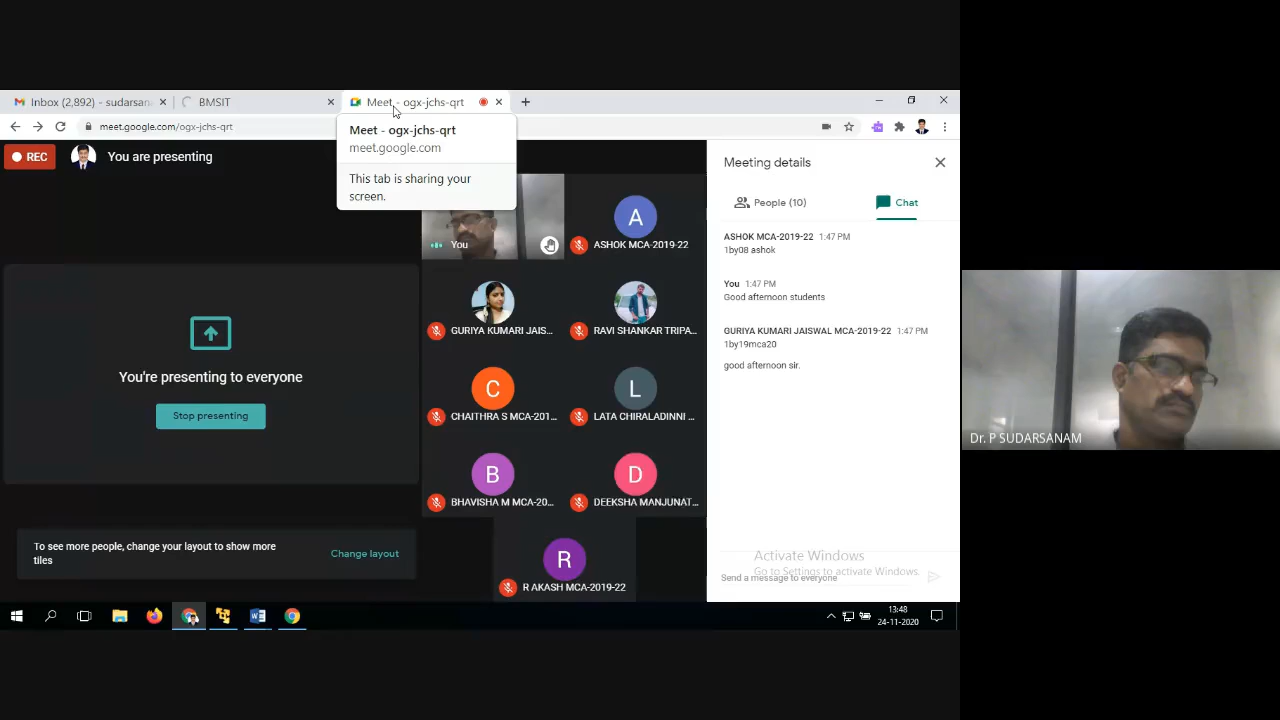 Inbox (2,892) - sudarsana
BMSIT
Meet - ogx-jchs-qrt
meet.google.com/ogx-jchs-qrt
Meet - ogx-jchs-qrt
meet.google.com
This tab is sharing your
screen.
REC
You are presenting
You're presenting to everyone
Stop presenting
To see more people, change your layout to show more
tiles
Change layout
You
A
ASHOK MCA-2019-22
GURIYA KUMARI JAIS...
RAVI SHANKAR TRIPA...
C
CHAITHRA S MCA-201...
L
LATA CHIRALADINNI ...
B
BHAVISHA M MCA-20...
D
DEEKSHA MANJUNAT...
R
R AKASH MCA-2019-22
Meeting details
People (10)
Chat
ASHOK MCA-2019-22 1:47 PM
1by08 ashok
You 1:47 PM
Good afternoon students
GURIYA KUMARI JAISWAL MCA-2019-22 1:47 PM
1by19mca20
good afternoon sir.
Activate Windows
Go to Settings to activate Windows.
Send a message to everyone
13:48
24-11-2020
Dr. P SUDARSANAM